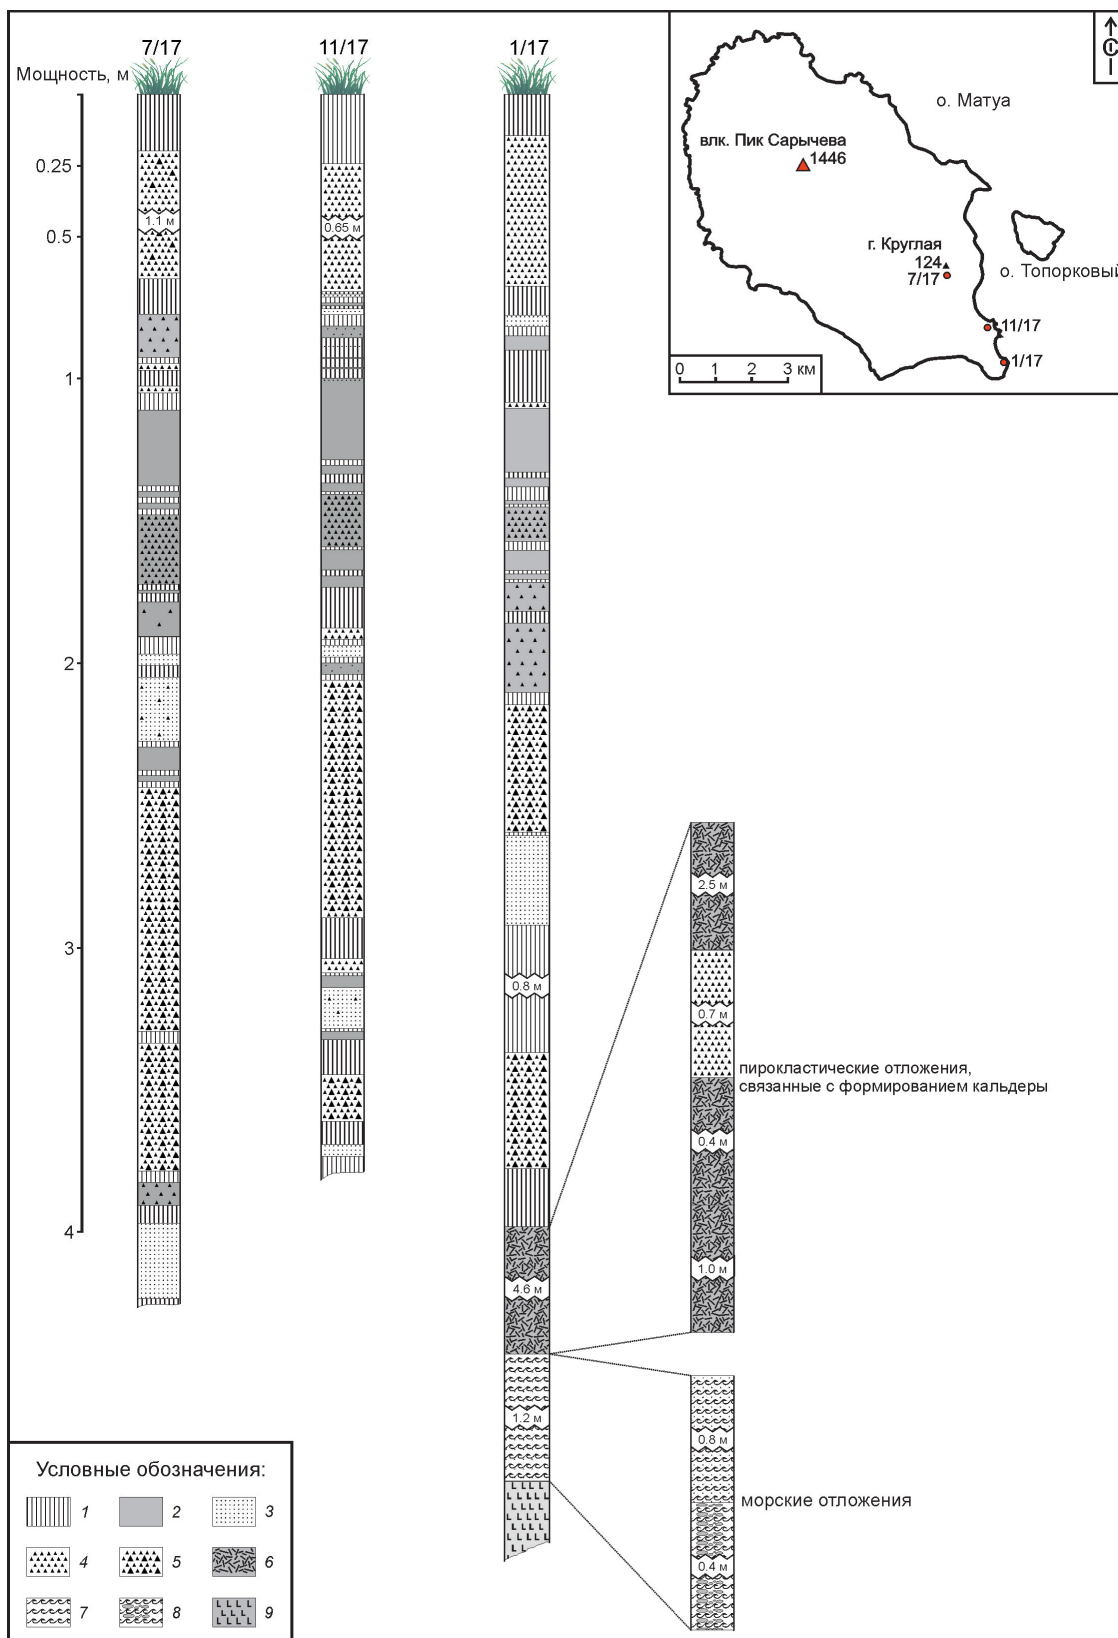 7/17
11/17
1/17
Мощность, м
0.25
0.5
1
2
3
4
1.1 м
0.65 м
0.8 м
4.6 м
1.2 м
2.5 м
0.7 м
0.4 м
1.0 м
пирокластические отложения,
связанные с формированием кальдеры
0.8 м
0.4 м
морские отложения
С
о. Матуа
влк. Пик Сарычева
1446
г. Круглая
124
7/17
о. Топорковый
11/17
1/17
0 1 2 3 км
Условные обозначения:
1 2 3
4 5 6
7 8 9